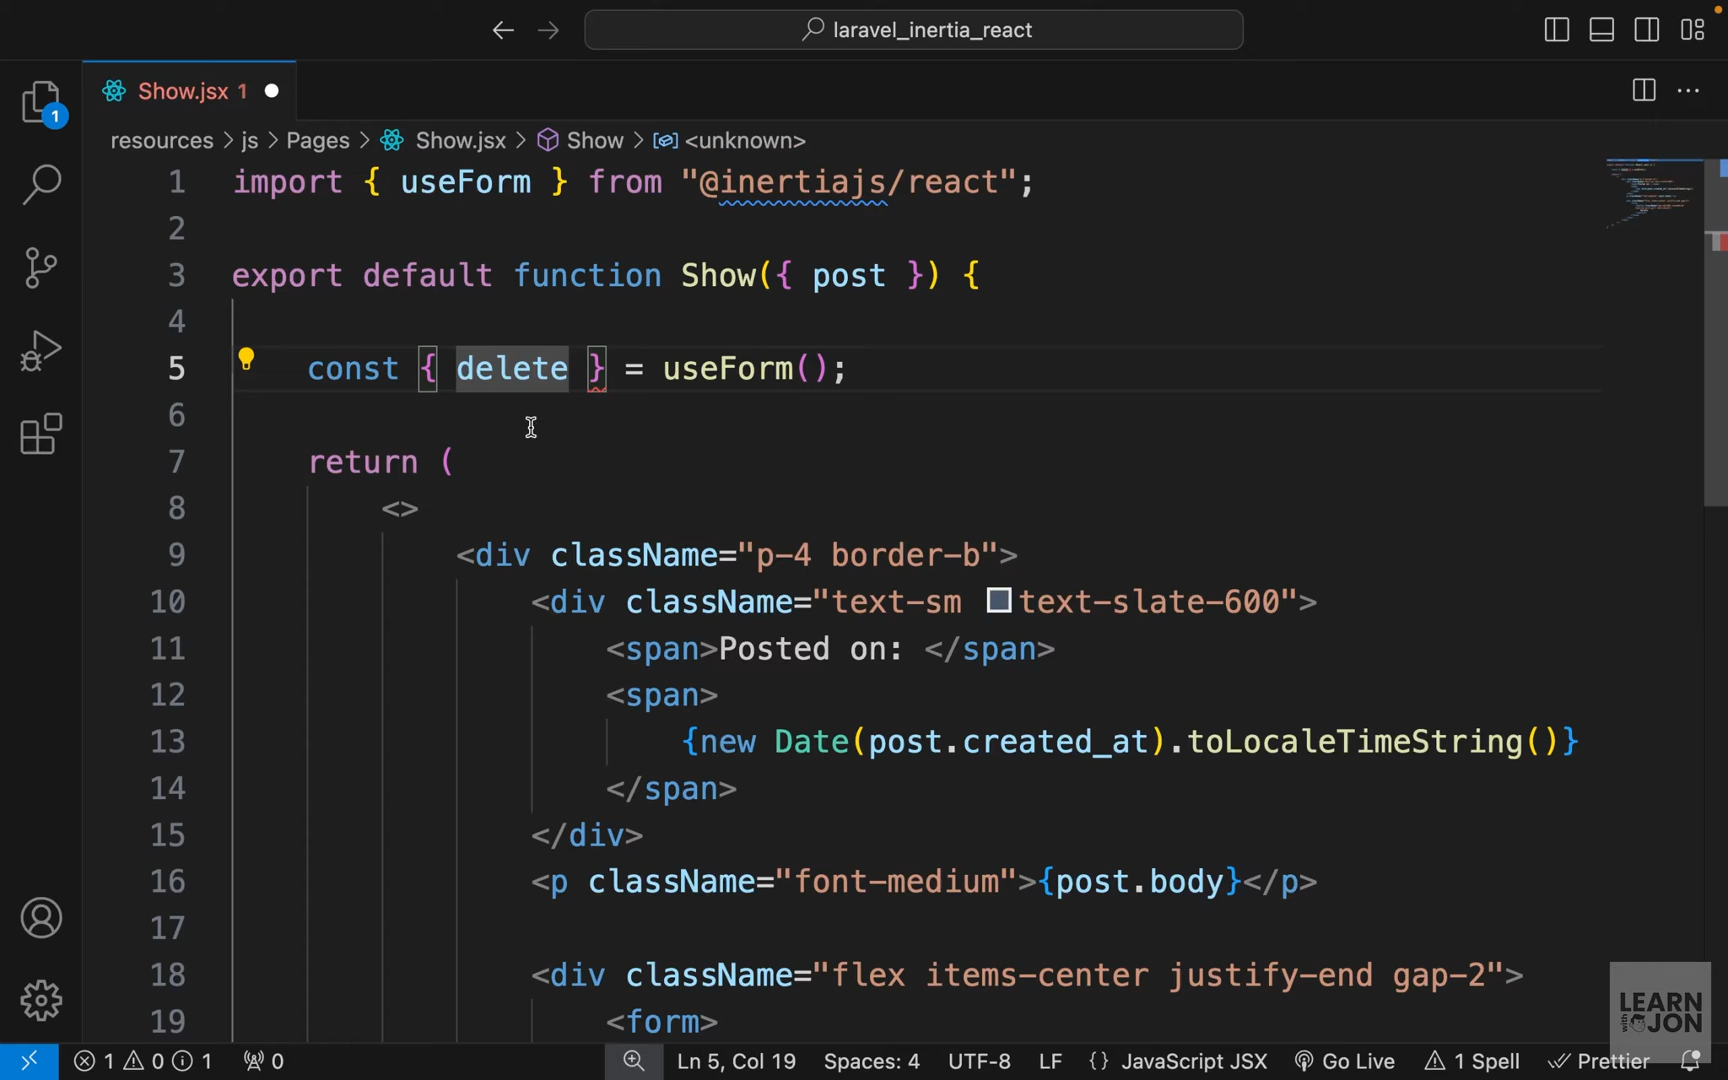 laravel_inertia_react
Show.jsx 1
1
resources > js > Pages > Show.jsx > Show > <unknown>
1 import { useForm } from "@inertiajs/react";
2
3 export default function Show({ post }) {
4
5 const { delete } = useForm();
6
7 return (
8 <>
9 <div className="p-4 border-b">
10 <div className="text-sm text-slate-600">
11 <span>Posted on: </span>
12 <span>
13 {new Date(post.created_at).toLocaleTimeString()}
14 </span>
15 </div>
16 <p className="font-medium">{post.body}</p>
17
18 <div className="flex items-center justify-end gap-2">
19 <form>
LEARN
with JON
1 0 1 0 Ln 5, Col 19 Spaces: 4 UTF-8 LF {} JavaScript JSX Go Live 1 Spell Prettier